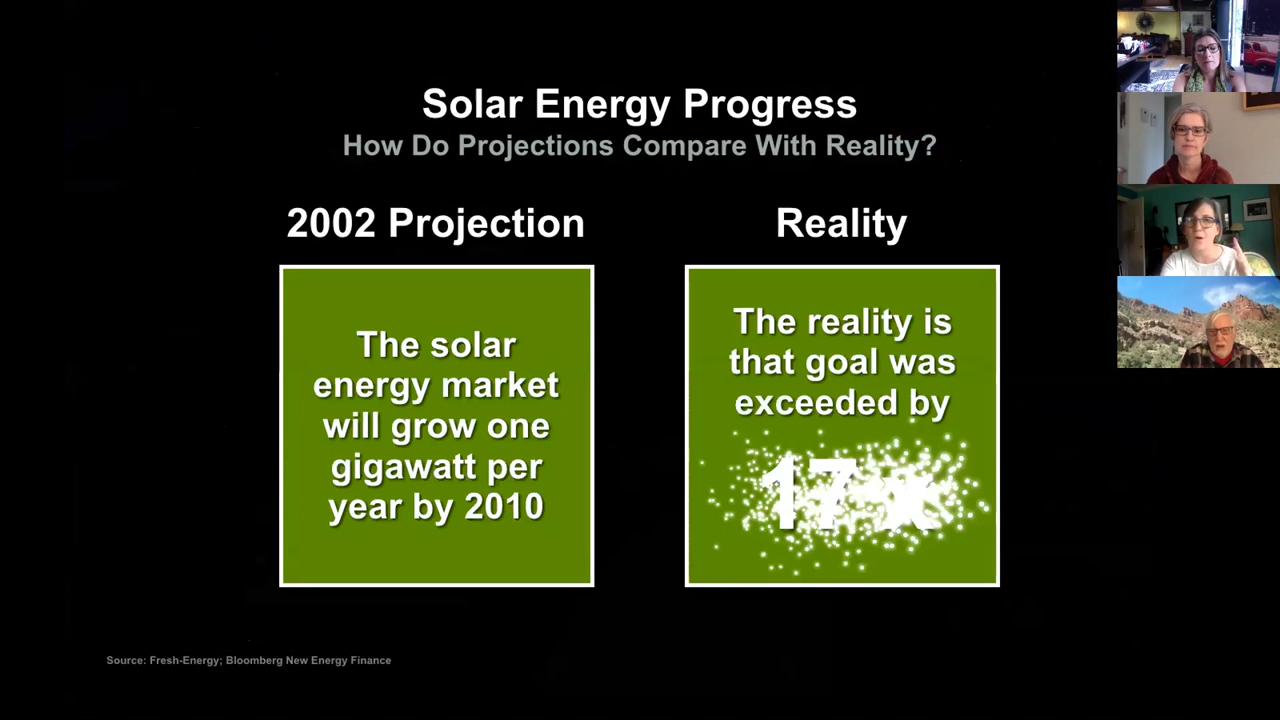 Solar Energy Progress
How Do Projections Compare With Reality?
2002 Projection
The solar
energy market
will grow one
gigawatt per
year by 2010
Reality
The reality is
that goal was
exceeded by
17 x
Source: Fresh-Energy; Bloomberg New Energy Finance